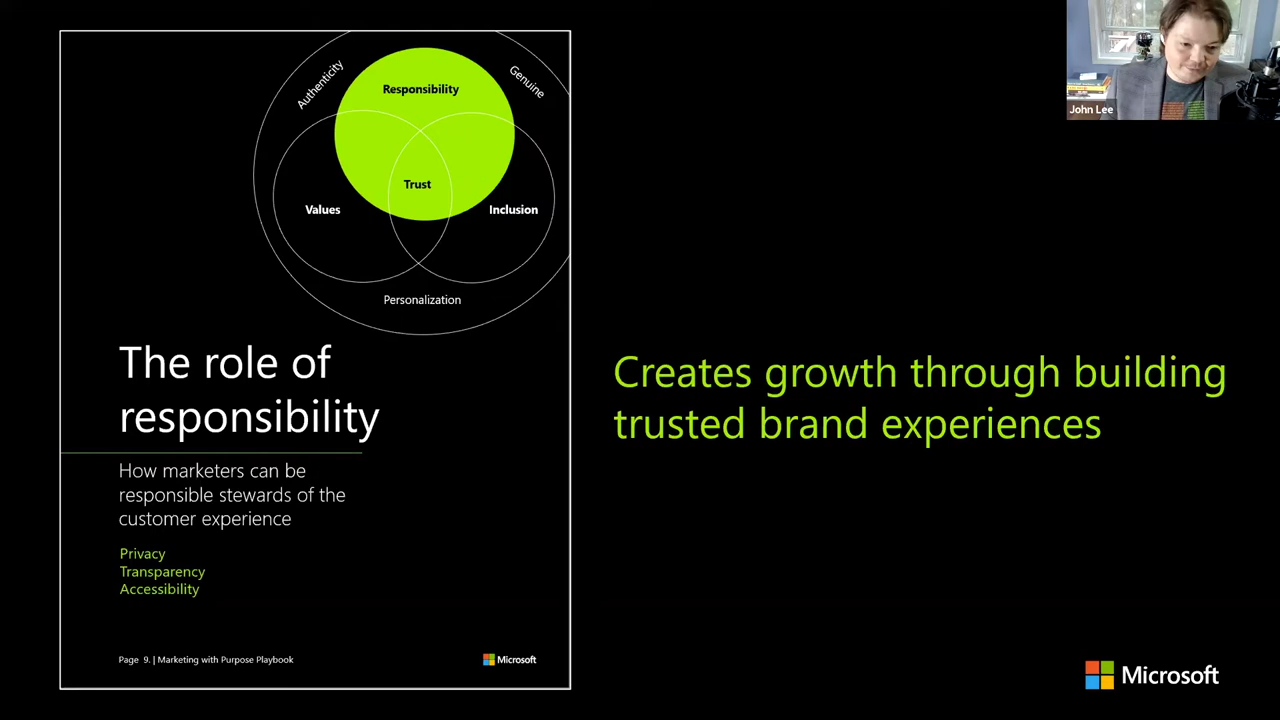 Authenticity
Genuine
Responsibility
Trust
Values
Inclusion
Personalization
The role of
responsibility
How marketers can be
responsible stewards of the
customer experience
Privacy
Transparency
Accessibility
Page 9. | Marketing with Purpose Playbook
Microsoft
Creates growth through building
trusted brand experiences
John Lee
Microsoft